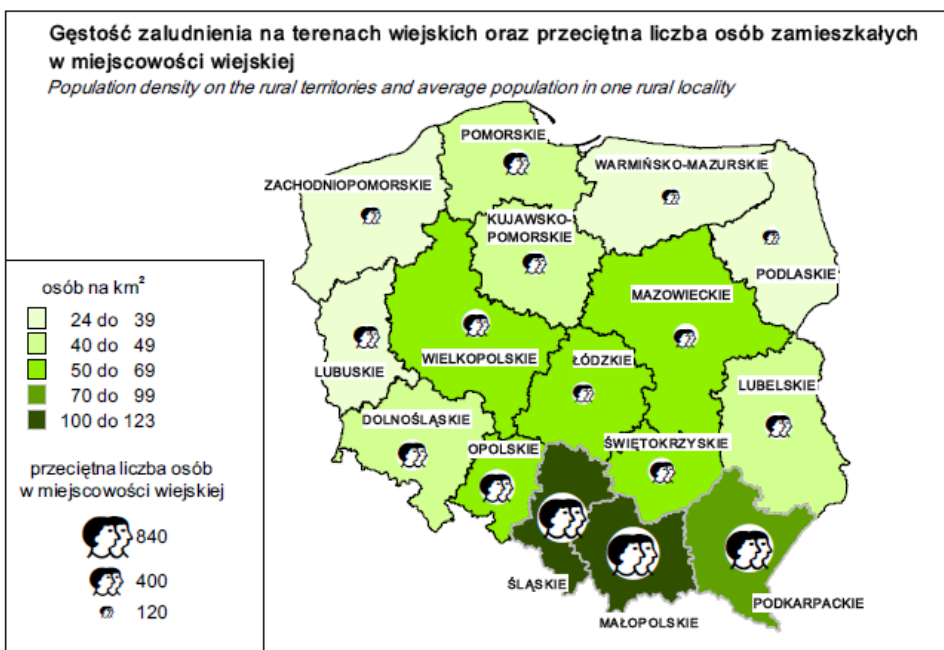 Gęstość zaludnienia na terenach wiejskich oraz przeciętna liczba osób zamieszkałych
w miejscowości wiejskiej
Population density on the rural territories and average population in one rural locality
POMORSKIE
WARMIŃSKO-MAZURSKIE
ZACHODNIOPOMORSKIE
KUJAWSKO-
POMORSKIE
PODLASKIE
MAZOWIECKIE
WIELKOPOLSKIE
ŁÓDZKIE
LUBUSKIE
LUBELSKIE
DOLNOŚLĄSKIE
OPOLSKIE
ŚWIĘTOKRZYSKIE
ŚLĄSKIE
PODKARPACKIE
MAŁOPOLSKIE
osób na km²
24 do 39
40 do 49
50 do 69
70 do 99
100 do 123
przeciętna liczba osób
w miejscowości wiejskiej
840
400
120